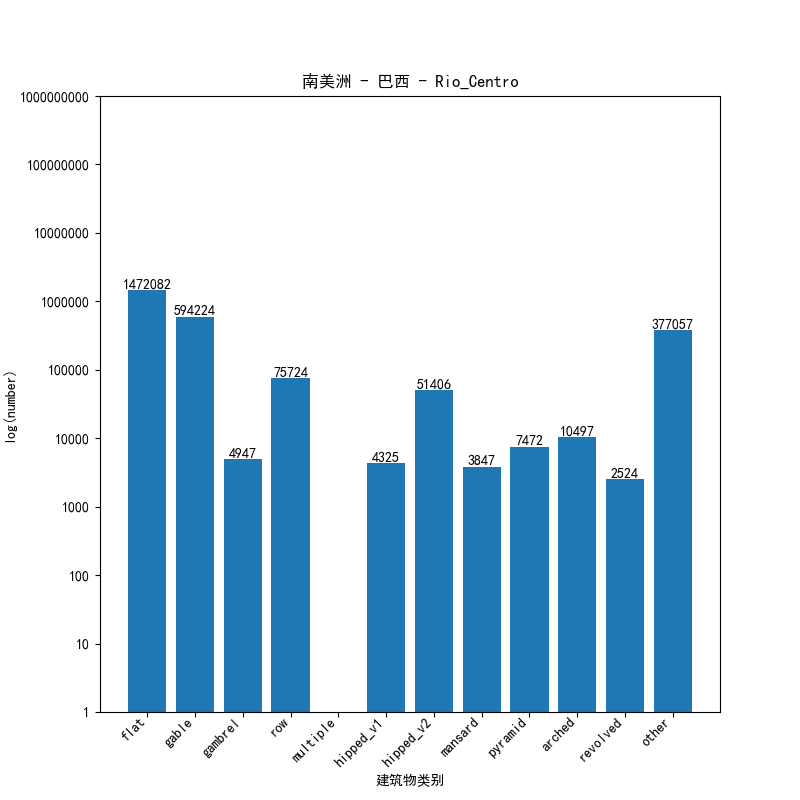 南美洲 - 巴西 - Rio_Centro
1000000000
100000000
10000000
1000000
100000
10000
1000
100
10
1
log(number)
1472082
594224
4947
75724
4325
51406
3847
7472
10497
2524
377057
flat
gable
gambrel
row
multiple
hipped_v1
hipped_v2
mansard
pyramid
arched
revolved
other
建筑物类别